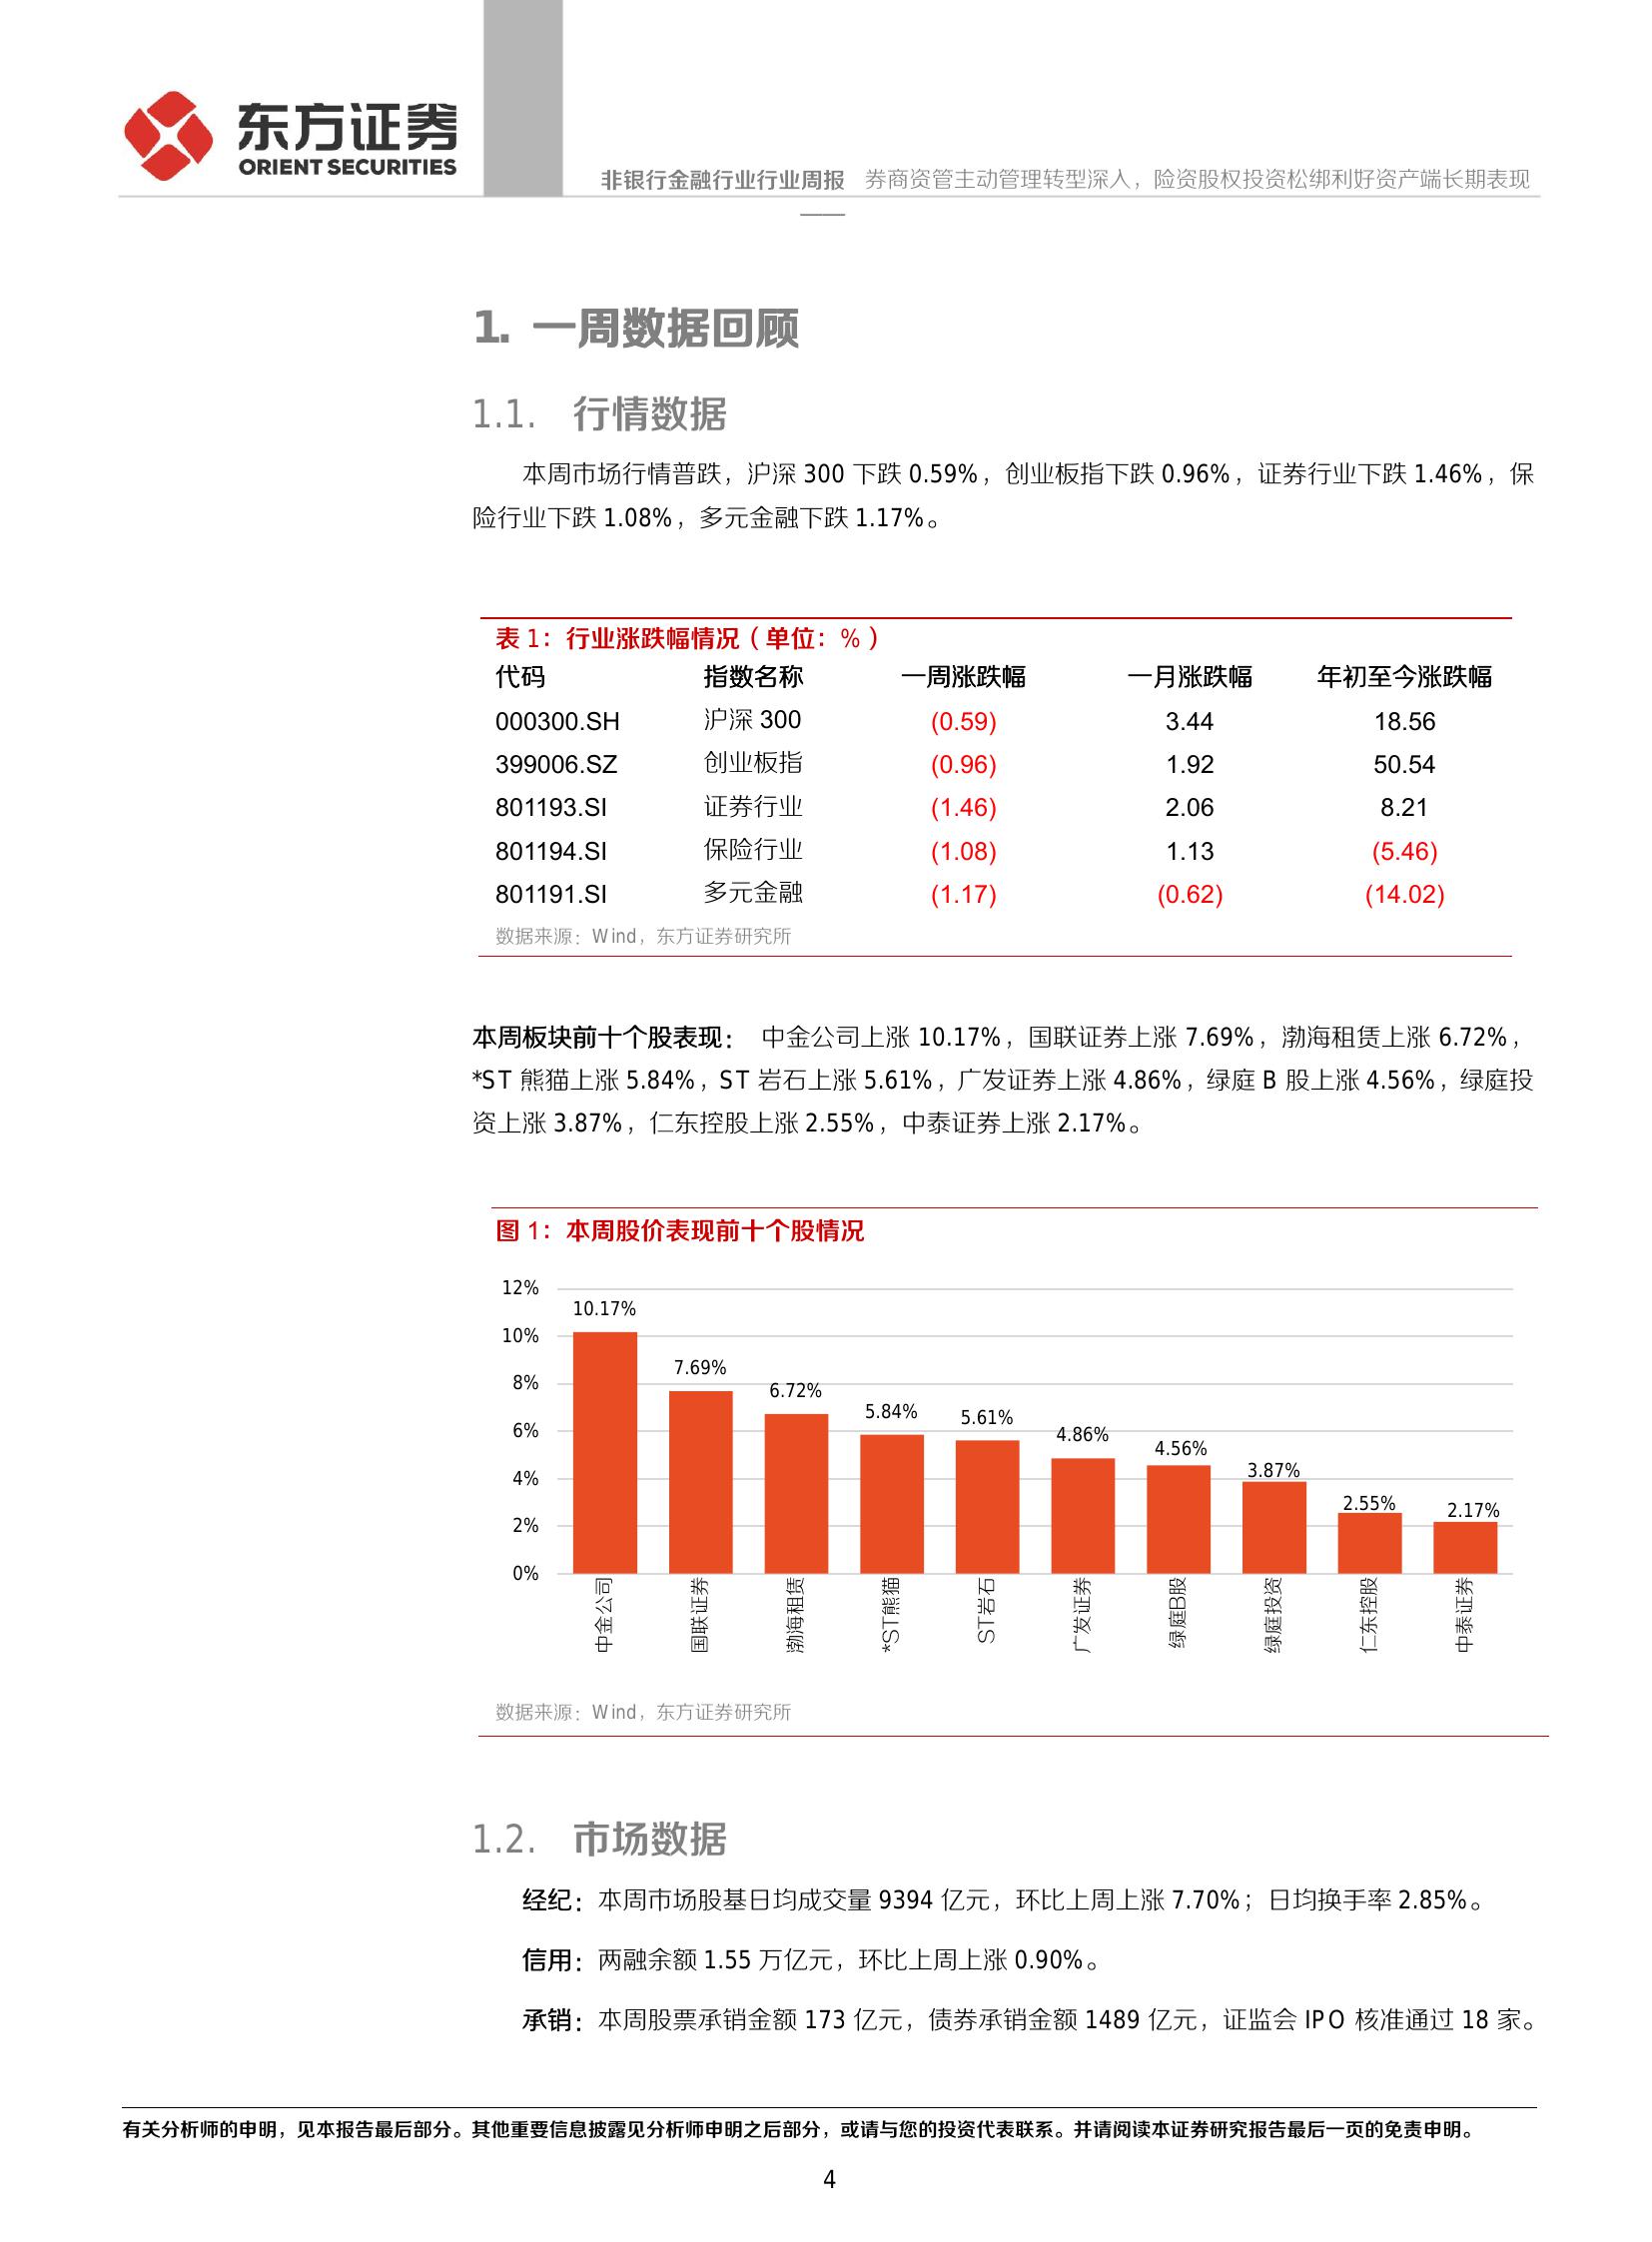 东方证券
ORIENT SECURITIES
非银行金融行业行业周报 券商资管主动管理转型深入，险资股权投资松绑利好资产端长期表现
1. 一周数据回顾
1.1. 行情数据
本周市场行情普跌，沪深 300 下跌 0.59%，创业板指下跌 0.96%，证券行业下跌 1.46%，保
险行业下跌 1.08%，多元金融下跌 1.17%。
表 1：行业涨跌幅情况（单位：%）
代码 指数名称 一周涨跌幅 一月涨跌幅 年初至今涨跌幅
000300.SH 沪深 300 (0.59) 3.44 18.56
399006.SZ 创业板指 (0.96) 1.92 50.54
801193.SI 证券行业 (1.46) 2.06 8.21
801194.SI 保险行业 (1.08) 1.13 (5.46)
801191.SI 多元金融 (1.17) (0.62) (14.02)
数据来源：Wind，东方证券研究所
本周板块前十个股表现： 中金公司上涨 10.17%，国联证券上涨 7.69%，渤海租赁上涨 6.72%，
*ST 熊猫上涨 5.84%，ST 岩石上涨 5.61%，广发证券上涨 4.86%，绿庭 B 股上涨 4.56%，绿庭投
资上涨 3.87%，仁东控股上涨 2.55%，中泰证券上涨 2.17%。
图 1：本周股价表现前十个股情况
12%
10%
8%
6%
4%
2%
0%
10.17%
7.69%
6.72%
5.84%
5.61%
4.86%
4.56%
3.87%
2.55%
2.17%
中金公司
国联证券
渤海租赁
*ST熊猫
ST岩石
广发证券
绿庭B股
绿庭投资
仁东控股
中泰证券
数据来源：Wind，东方证券研究所
1.2. 市场数据
经纪：本周市场股基日均成交量 9394 亿元，环比上周上涨 7.70%；日均换手率 2.85%。
信用：两融余额 1.55 万亿元，环比上周上涨 0.90%。
承销：本周股票承销金额 173 亿元，债券承销金额 1489 亿元，证监会 IPO 核准通过 18 家。
有关分析师的申明，见本报告最后部分。其他重要信息披露见分析师申明之后部分，或请与您的投资代表联系。并请阅读本证券研究报告最后一页的免责申明。
4